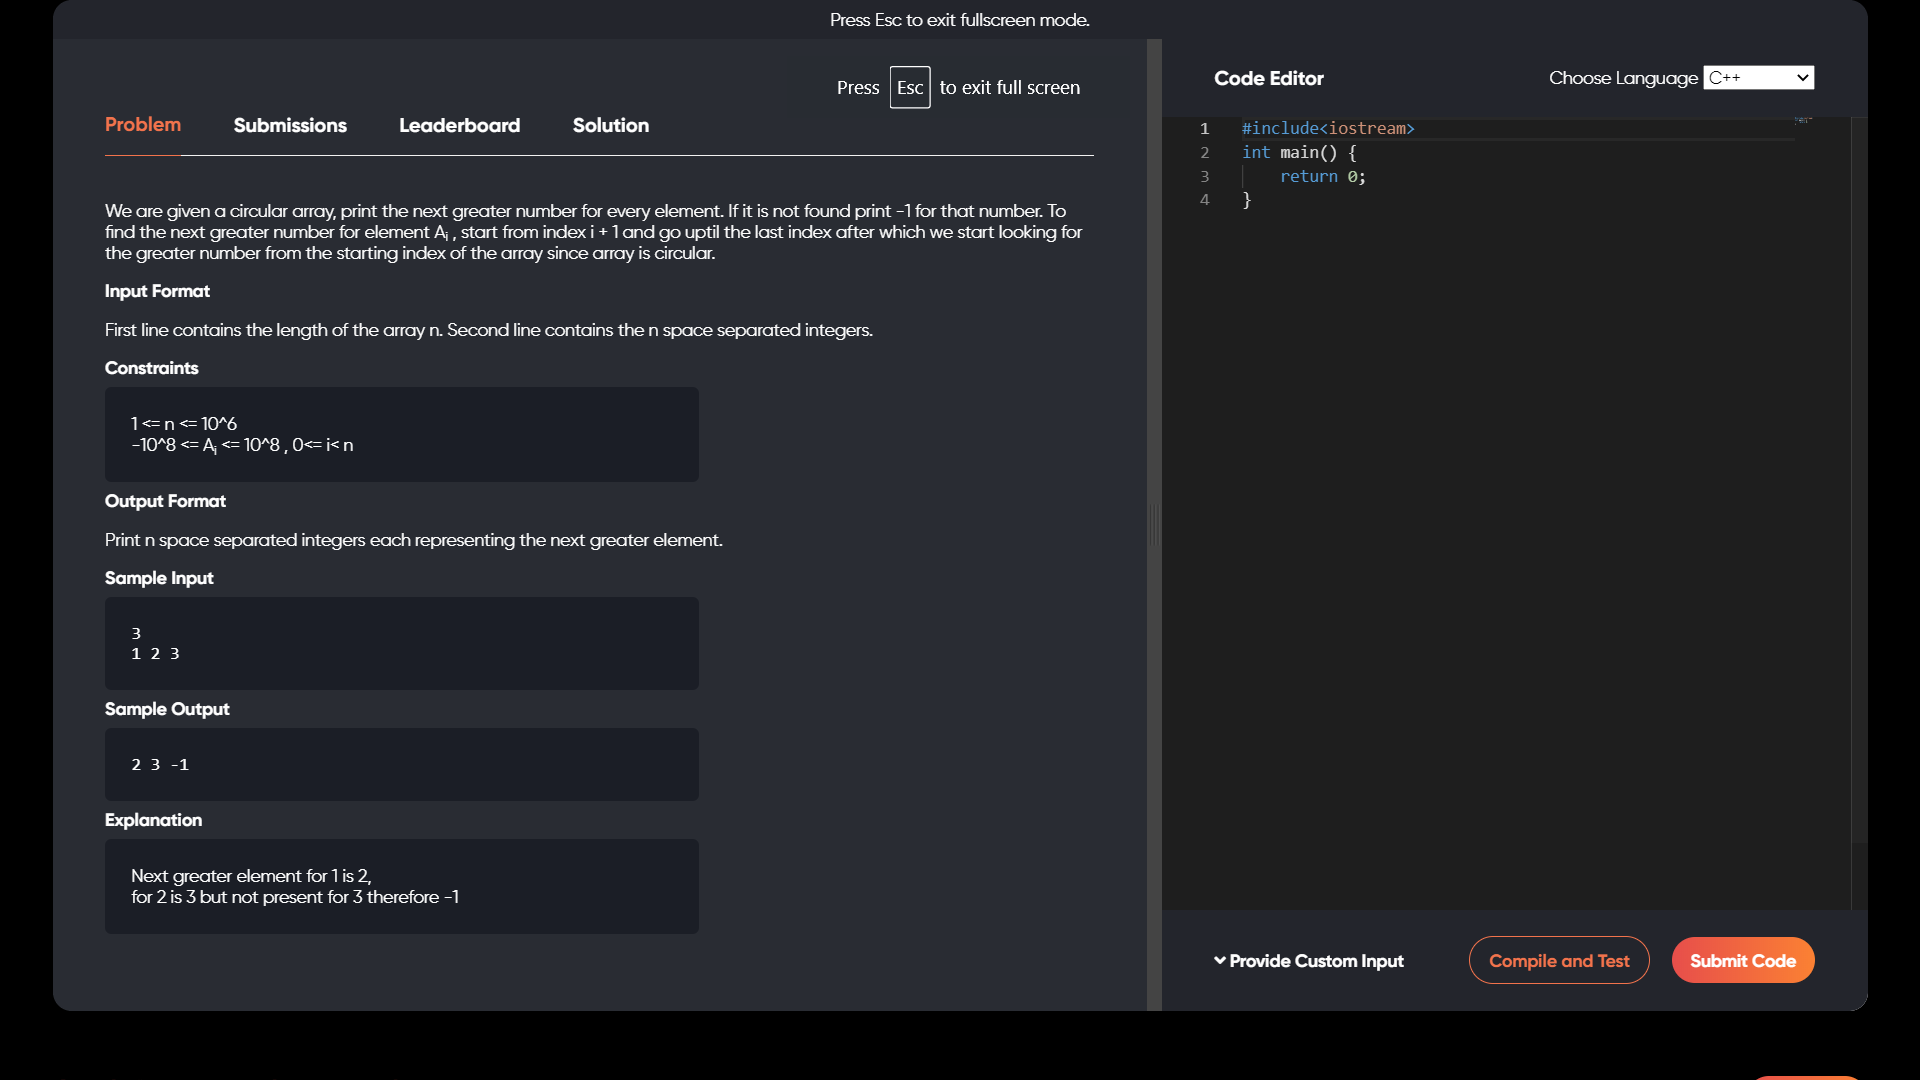 Press Esc to exit fullscreen mode.
Press Esc to exit full screen
Problem Submissions Leaderboard Solution
We are given a circular array, print the next greater number for every element. If it is not found print -1 for that number. To
find the next greater number for element Ai , start from index i + 1 and go uptil the last index after which we start looking for
the greater number from the starting index of the array since array is circular.
Input Format
First line contains the length of the array n. Second line contains the n space separated integers.
Constraints
1 <= n <= 10^6
-10^8 <= Ai <= 10^8 , 0<= i< n
Output Format
Print n space separated integers each representing the next greater element.
Sample Input
3
1 2 3
Sample Output
2 3 -1
Explanation
Next greater element for 1 is 2,
for 2 is 3 but not present for 3 therefore -1
Code Editor
Choose Language C++
1 #include<iostream>
2 int main() {
3     return 0;
4 }
Provide Custom Input
Compile and Test
Submit Code